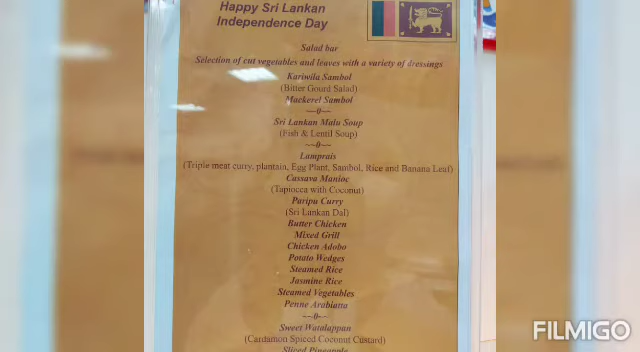 Happy Sri Lankan
Independence Day
Salad bar
Selection of cut vegetables and leaves with a variety of dressings
Kariwila Sambol
(Bitter Gourd Salad)
Mackerel Sambol
~~0~~
Sri Lankan Malu Soup
(Fish & Lentil Soup)
~~0~~
Lamprais
(Triple meat curry, plantain, Egg Plant, Sambol, Rice and Banana Leaf)
Cassava Manioc
(Tapiocca with Coconut)
Paripu Curry
(Sri Lankan Dal)
Butter Chicken
Mixed Grill
Chicken Adobo
Potato Wedges
Steamed Rice
Jasmine Rice
Steamed Vegetables
Penne Arabiatta
~~0~~
Sweet Watalappan
(Cardamon Spiced Coconut Custard)
Sliced Pineapple
FILMIGO